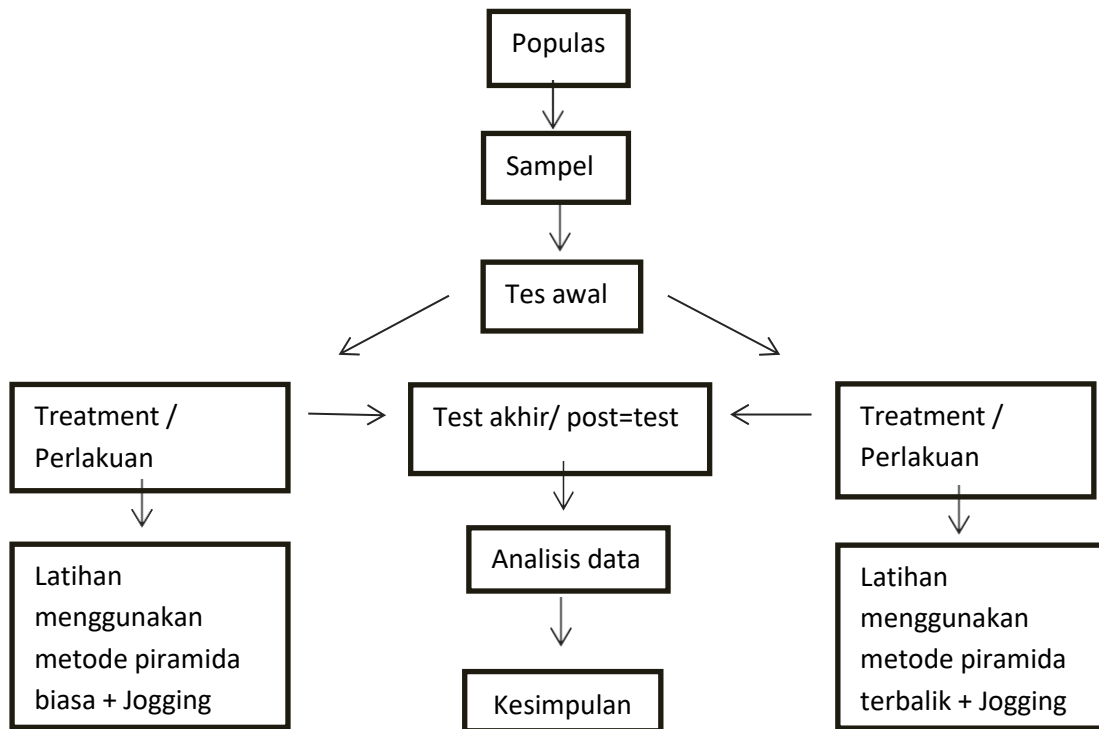 Populas
Sampel
Tes awal
Treatment /
Perlakuan
Test akhir/ post=test
Treatment /
Perlakuan
Latihan
menggunakan
metode piramida
biasa + Jogging
Analisis data
Kesimpulan
Latihan
menggunakan
metode piramida
terbalik + Jogging